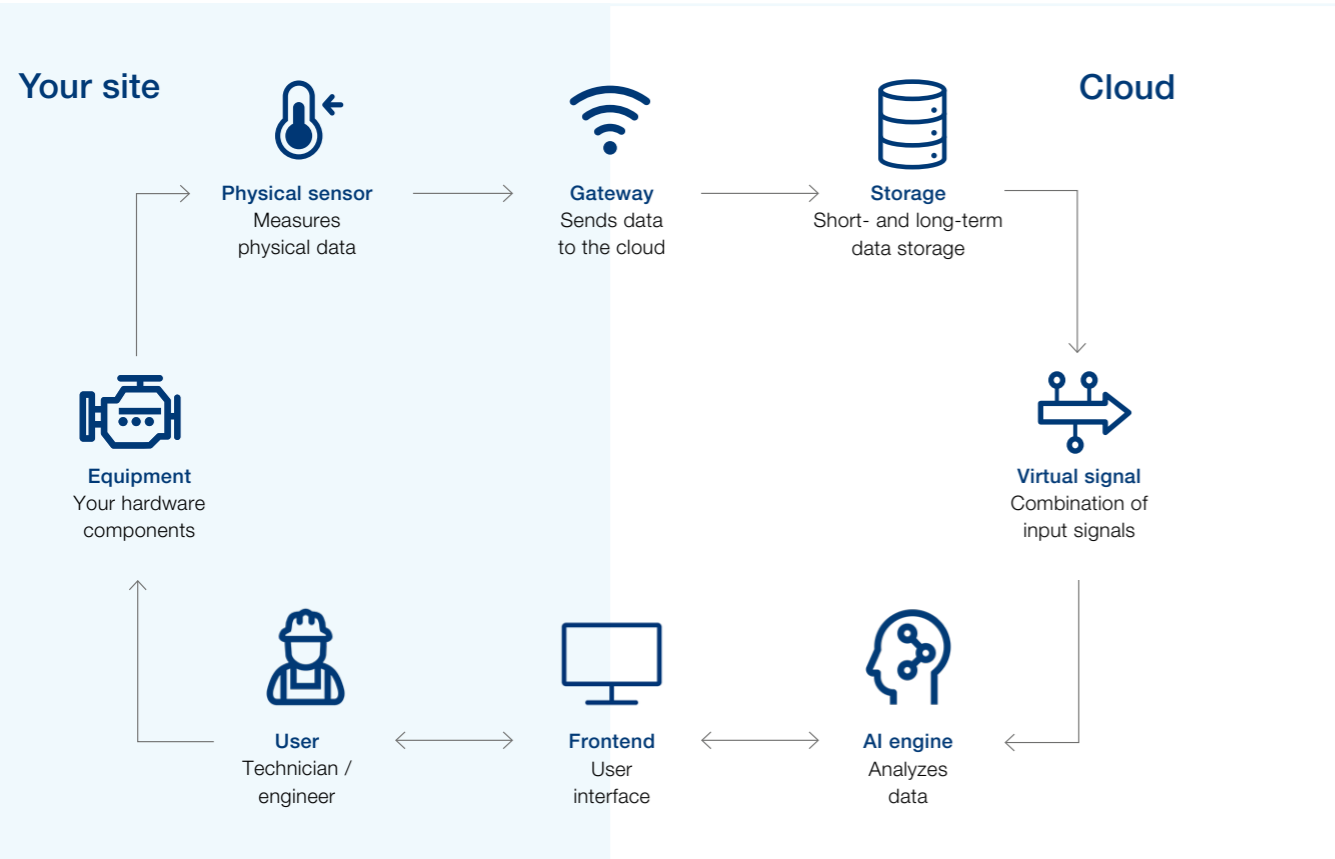 Your site
Cloud
Physical sensor
Measures
physical data
Gateway
Sends data
to the cloud
Storage
Short- and long-term
data storage
Equipment
Your hardware
components
Virtual signal
Combination of
input signals
User
Technician /
engineer
Frontend
User
interface
AI engine
Analyzes
data